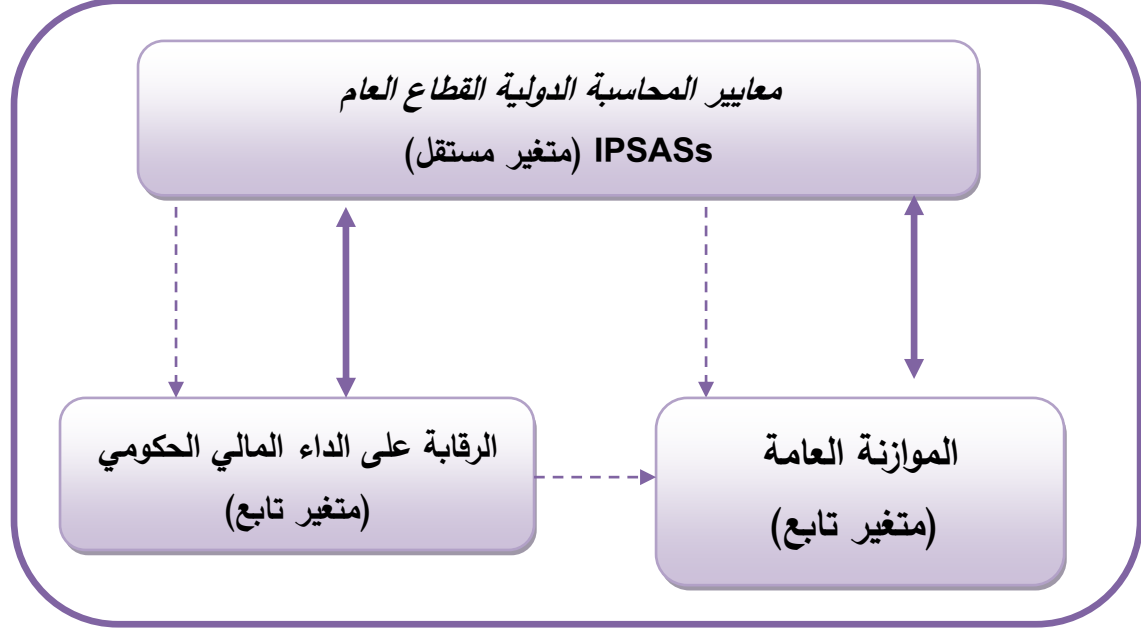 معايير المحاسبة الدولية القطاع العام
IPSASs (متغير مستقل)
الموازنة العامة
(متغير تابع)
الرقابة على الداء المالي الحكومي
(متغير تابع)